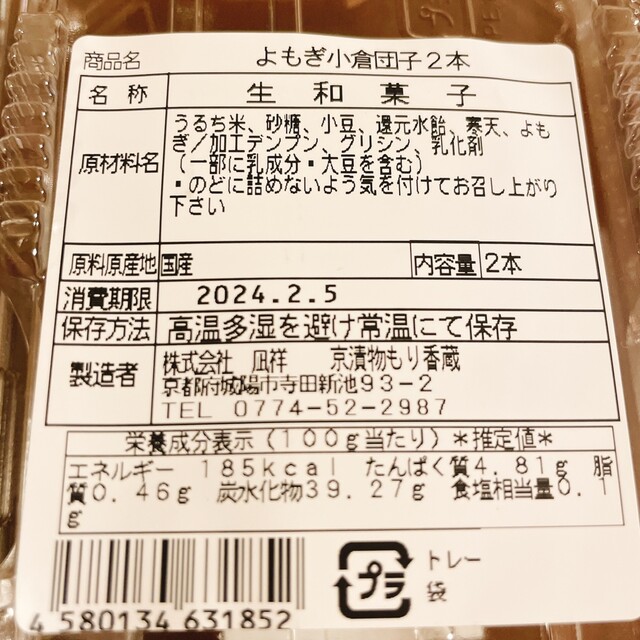 商品名 よもぎ小倉団子2本
名称 生和菓子
原材料名 うるち米、砂糖、小豆、還元水飴、寒天、よも
ぎ/加工デンプン、グリシン、乳化剤
(一部に乳成分・大豆を含む)
・のどに詰めないよう気を付けてお召し上がり
下さい
原料原産地 国産 内容量 2本
消費期限 2024.2.5
保存方法 高温多湿を避け常温にて保存
製造者 株式会社 凪祥 京漬物もり香蔵
京都府城陽市寺田新池93-2
TEL 0774-52-2987
栄養成分表示(100g当たり)*推定値*
エネルギー 185kcal たんぱく質4.81g 脂
質0.46g 炭水化物39.27g 食塩相当量0.1
g
プラ トレー
袋
4 580134 631852